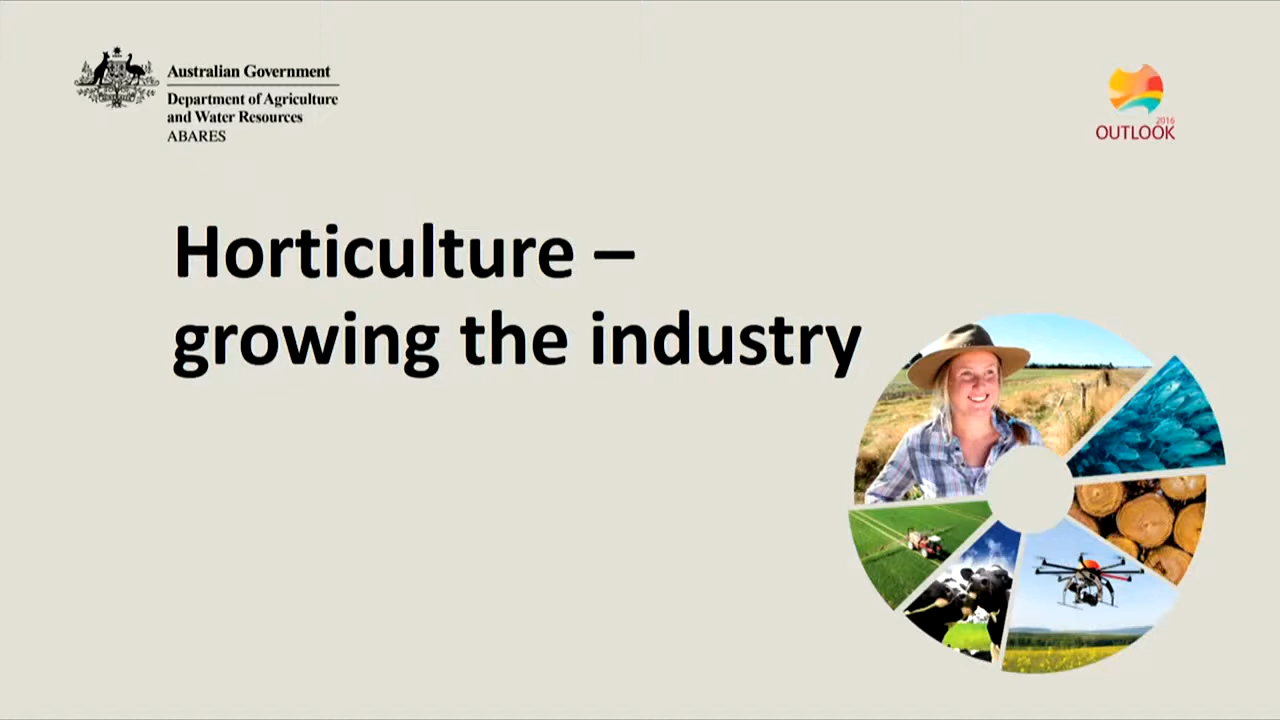 Australian Government
Department of Agriculture
and Water Resources
ABARES
2016
OUTLOOK
Horticulture –
growing the industry